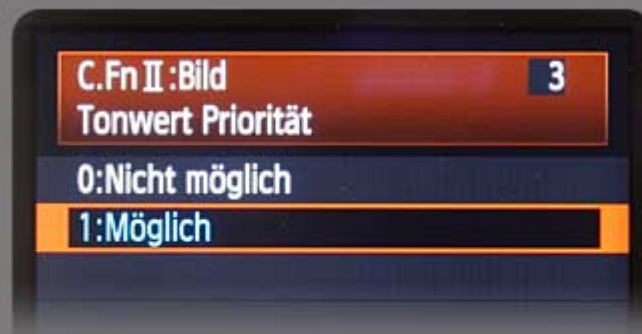 C.Fn II :Bild 3
Tonwert Priorität
0:Nicht möglich
1:Möglich